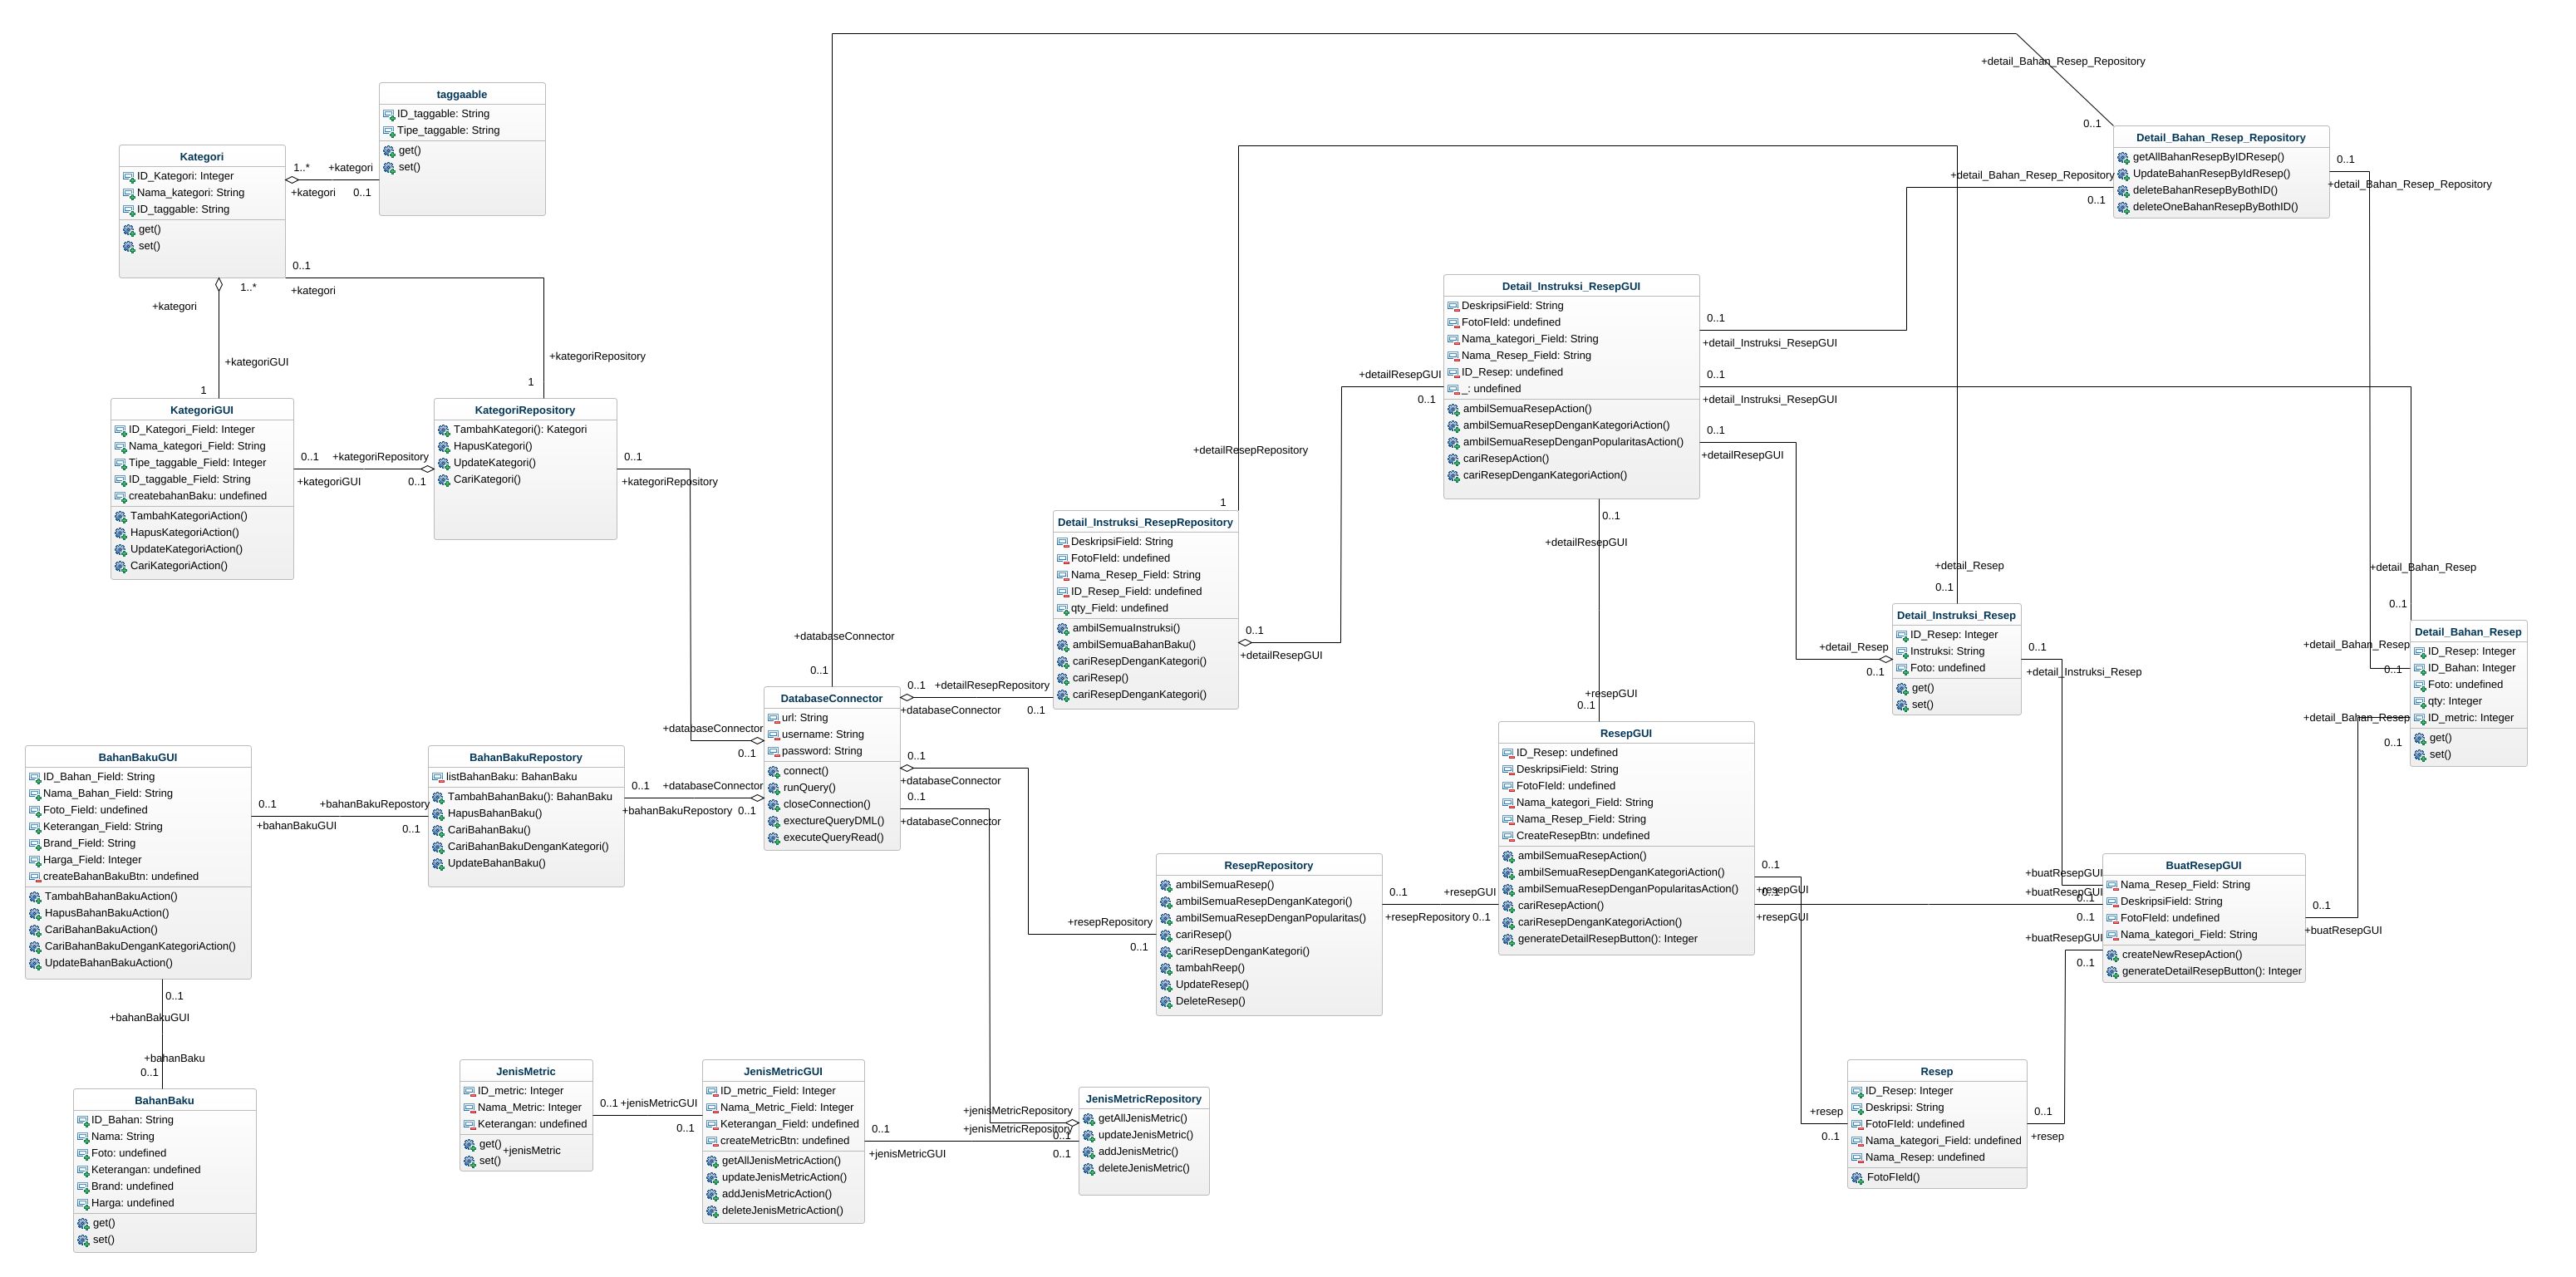 +detail_Bahan_Resep_Repository
0..1
taggaable
ID_taggable: String
Tipe_taggable: String
get()
set()
Kategori
ID_Kategori: Integer
Nama_kategori: String
ID_taggable: String
get()
set()
1..*
+kategori
+kategori
0..1
0..1
+kategori
1..*
+kategori
+kategoriGUI
1
+kategoriRepository
1
KategoriGUI
ID_Kategori_Field: Integer
Nama_kategori_Field: String
Tipe_taggable_Field: Integer
ID_taggable_Field: String
createbahanBaku: undefined
TambahKategoriAction()
HapusKategoriAction()
UpdateKategoriAction()
CariKategoriAction()
0..1
+kategoriRepository
+kategoriGUI
0..1
KategoriRepository
TambahKategori(): Kategori
HapusKategori()
UpdateKategori()
CariKategori()
0..1
+kategoriRepository
Detail_Bahan_Resep_Repository
getAllBahanResepByIDResep()
UpdateBahanResepByIdResep()
deleteBahanResepByBothID()
deleteOneBahanResepByBothID()
+detail_Bahan_Resep_Repository
0..1
0..1
+detail_Bahan_Resep_Repository
Detail_Instruksi_ResepGUI
DeskripsiField: String
FotoFIeld: undefined
Nama_kategori_Field: String
Nama_Resep_Field: String
ID_Resep: undefined
_: undefined
ambilSemuaResepAction()
ambilSemuaResepDenganKategoriAction()
ambilSemuaResepDenganPopularitasAction()
cariResepAction()
cariResepDenganKategoriAction()
0..1
+detail_Instruksi_ResepGUI
0..1
+detail_Instruksi_ResepGUI
0..1
+detailResepGUI
+detailResepGUI
0..1
0..1
+detailResepGUI
+resepGUI
0..1
+detailResepRepository
1
Detail_Instruksi_ResepRepository
DeskripsiField: String
FotoFIeld: undefined
Nama_Resep_Field: String
ID_Resep_Field: undefined
qty_Field: undefined
ambilSemuaInstruksi()
ambilSemuaBahanBaku()
cariResepDenganKategori()
cariResep()
cariResepDenganKategori()
0..1
+detailResepGUI
+detail_Resep
0..1
Detail_Instruksi_Resep
ID_Resep: Integer
Instruksi: String
Foto: undefined
get()
set()
+detail_Resep
0..1
0..1
+detail_Instruksi_Resep
+detail_Bahan_Resep
0..1
Detail_Bahan_Resep
ID_Resep: Integer
ID_Bahan: Integer
Foto: undefined
qty: Integer
ID_metric: Integer
get()
set()
+detail_Bahan_Resep
0..1
+detail_Bahan_Resep
0..1
+databaseConnector
0..1
DatabaseConnector
url: String
username: String
password: String
connect()
runQuery()
closeConnection()
exectureQueryDML()
executeQueryRead()
0..1
+detailResepRepository
+databaseConnector
0..1
+databaseConnector
0..1
+databaseConnector
0..1
0..1
+databaseConnector
0..1
+databaseConnector
BahanBakuGUI
ID_Bahan_Field: String
Nama_Bahan_Field: String
Foto_Field: undefined
Keterangan_Field: String
Brand_Field: String
Harga_Field: Integer
createBahanBakuBtn: undefined
TambahBahanBakuAction()
HapusBahanBakuAction()
CariBahanBakuAction()
CariBahanBakuDenganKategoriAction()
UpdateBahanBakuAction()
0..1
+bahanBakuRepostory
+bahanBakuGUI
0..1
BahanBakuRepostory
listBahanBaku: BahanBaku
TambahBahanBaku(): BahanBaku
HapusBahanBaku()
CariBahanBaku()
CariBahanBakuDenganKategori()
UpdateBahanBaku()
0..1
+bahanBakuRepostory
0..1
+bahanBakuGUI
+bahanBaku
0..1
BahanBaku
ID_Bahan: String
Nama: String
Foto: undefined
Keterangan: undefined
Brand: undefined
Harga: undefined
get()
set()
ResepGUI
ID_Resep: undefined
DeskripsiField: String
FotoFIeld: undefined
Nama_kategori_Field: String
Nama_Resep_Field: String
CreateResepBtn: undefined
ambilSemuaResepAction()
ambilSemuaResepDenganKategoriAction()
ambilSemuaResepDenganPopularitasAction()
cariResepAction()
cariResepDenganKategoriAction()
generateDetailResepButton(): Integer
ResepRepository
ambilSemuaResep()
ambilSemuaResepDenganKategori()
ambilSemuaResepDenganPopularitas()
cariResep()
cariResepDenganKategori()
tambahReep()
UpdateResep()
DeleteResep()
+resepRepository
0..1
0..1
+resepGUI
+resepRepository
0..1
0..1
+resepGUI
0..1
+resepGUI
BuatResepGUI
Nama_Resep_Field: String
DeskripsiField: String
FotoFIeld: undefined
Nama_kategori_Field: String
createNewResepAction()
generateDetailResepButton(): Integer
+buatResepGUI
+buatResepGUI
0..1
0..1
+buatResepGUI
0..1
0..1
+buatResepGUI
Resep
ID_Resep: Integer
Deskripsi: String
FotoFIeld: undefined
Nama_kategori_Field: undefined
Nama_Resep: undefined
FotoFIeld()
+resep
0..1
0..1
+resep
JenisMetric
ID_metric: Integer
Nama_Metric: Integer
Keterangan: undefined
get()
+jenisMetric
set()
0..1
+jenisMetricGUI
0..1
JenisMetricGUI
ID_metric_Field: Integer
Nama_Metric_Field: Integer
Keterangan_Field: undefined
createMetricBtn: undefined
getAllJenisMetricAction()
updateJenisMetricAction()
addJenisMetricAction()
deleteJenisMetricAction()
+jenisMetricRepository
0..1
0..1
+jenisMetricRepository
+jenisMetricGUI
0..1
JenisMetricRepository
getAllJenisMetric()
updateJenisMetric()
addJenisMetric()
deleteJenisMetric()